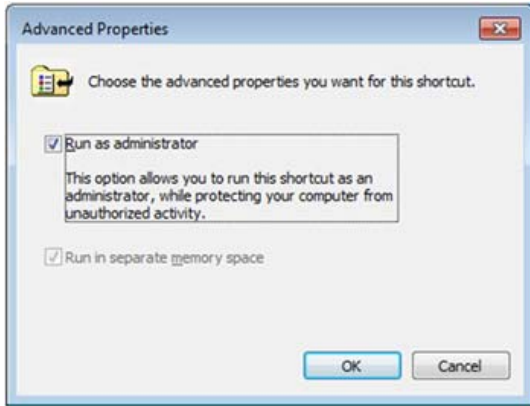 Advanced Properties
Choose the advanced properties you want for this shortcut.
Run as administrator
This option allows you to run this shortcut as an
administrator, while protecting your computer from
unauthorized activity.
Run in separate memory space
OK
Cancel